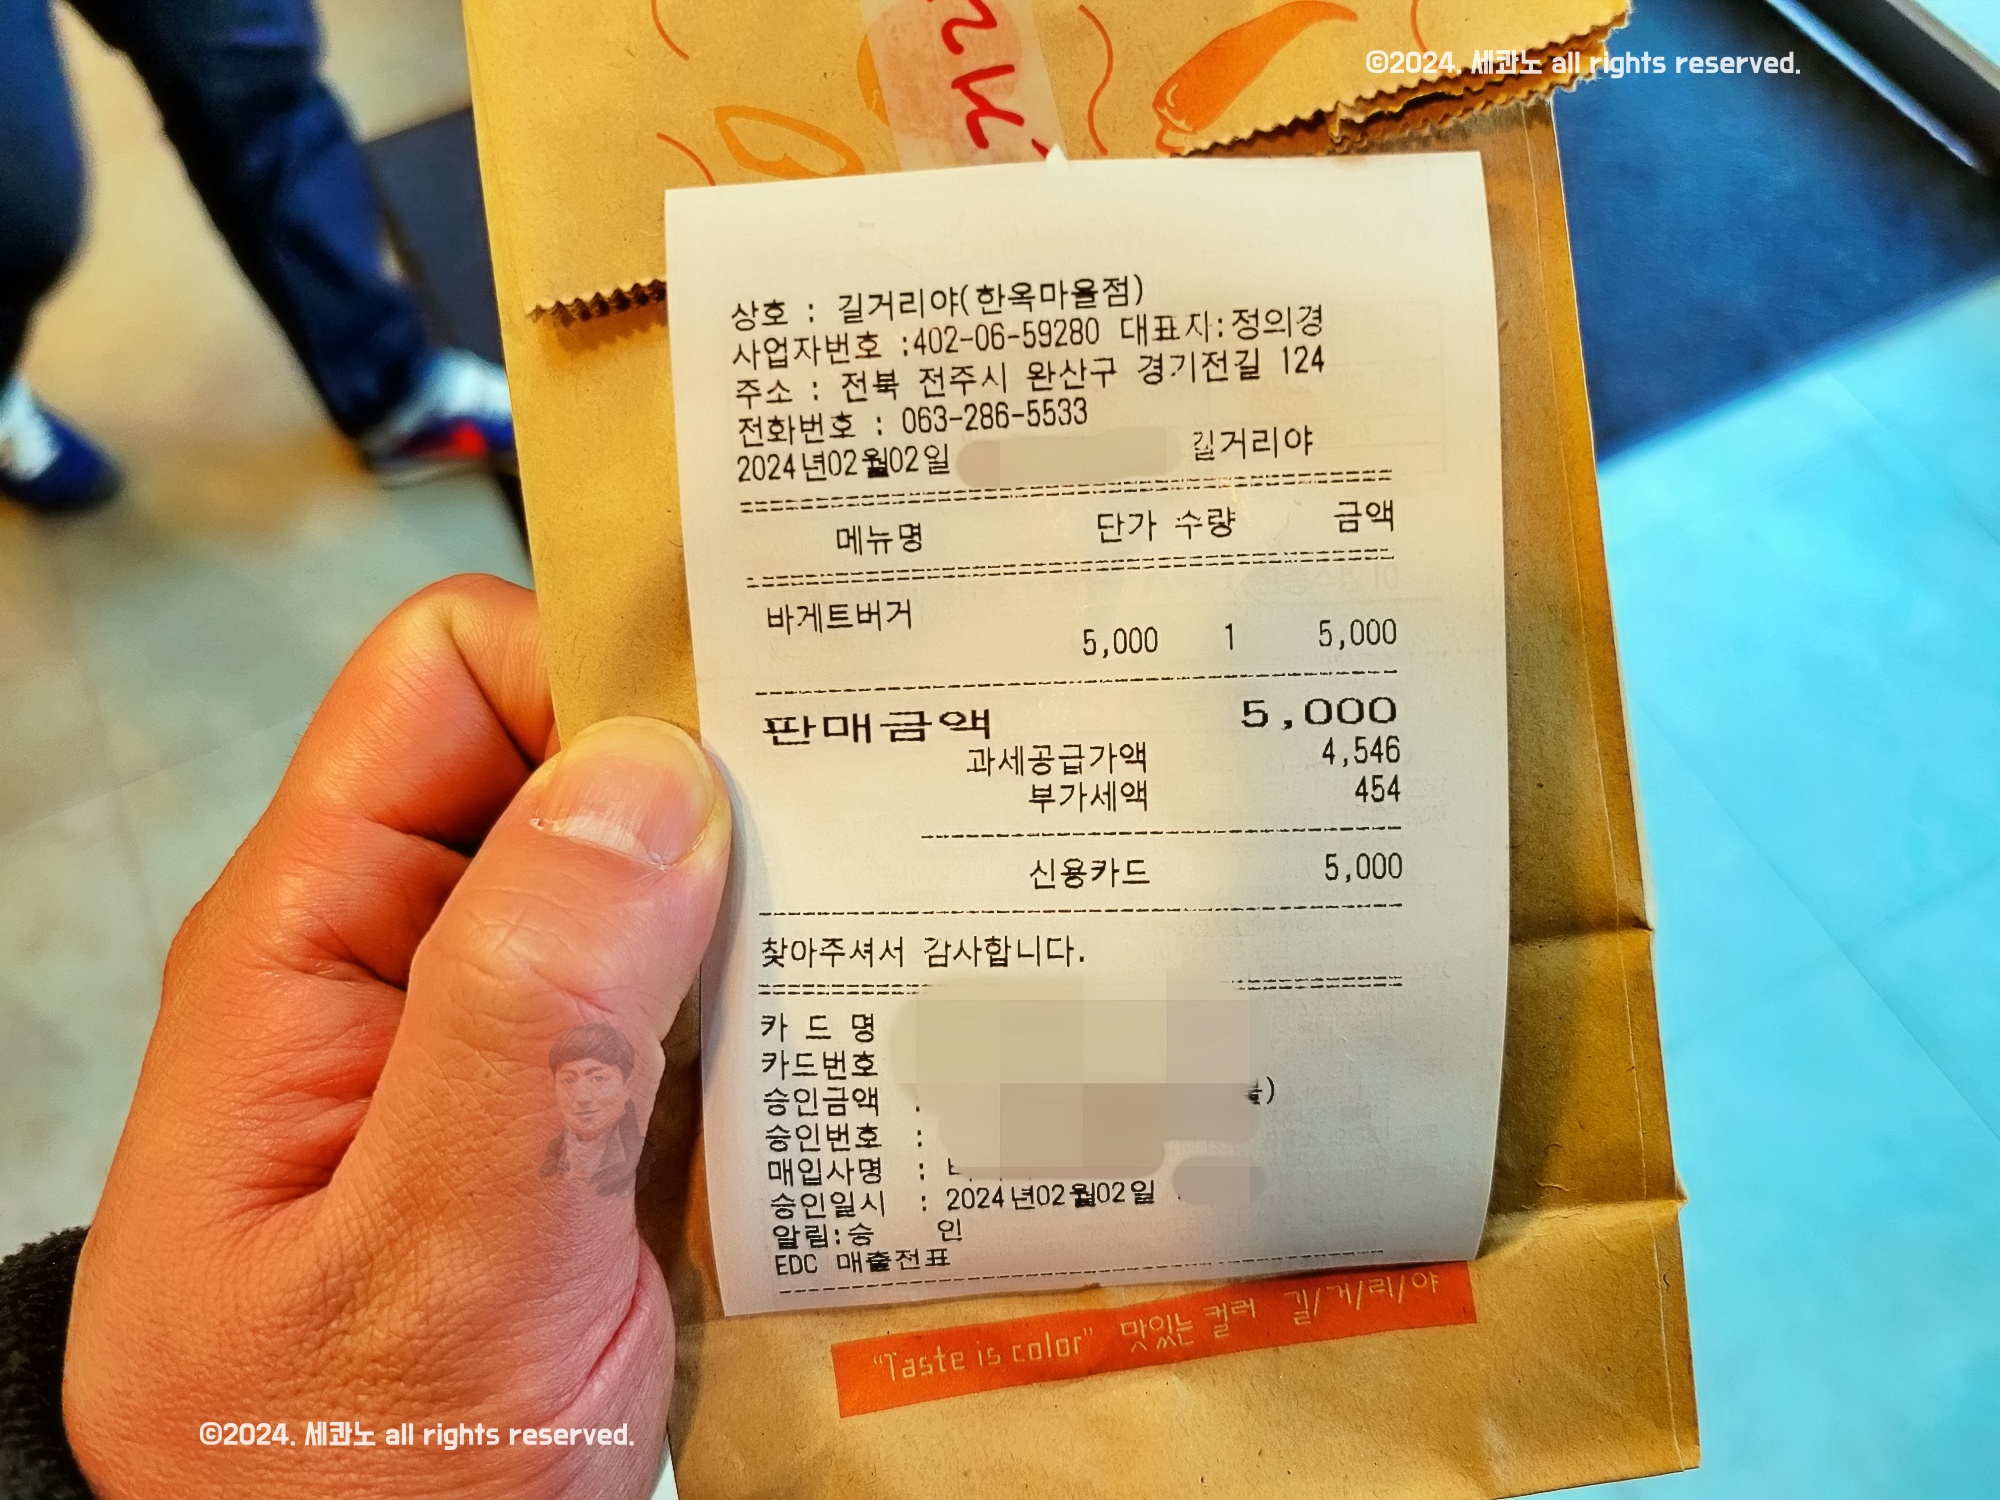 ©2024. 세콴노 all rights reserved.
상호 : 길거리야(한옥마을점)
사업자번호 :402-06-59280 대표자:정의경
주소 : 전북 전주시 완산구 경기전길 124
전화번호 : 063-286-5533
2024년02월02일 길거리야
메뉴명 단가 수량 금액
바게트버거
5,000 1 5,000
판매금액 5,000
과세공급가액 4,546
부가세액 454
신용카드 5,000
찾아주셔서 감사합니다.
카 드 명
카드번호
승인금액 :
승인번호 :
매입사명 :
승인일시 : 2024년02월02일
알림:승 인
EDC 매출전표
"Taste is color" 맛있는 컬러 길/거/리/야
©2024. 세콴노 all rights reserved.